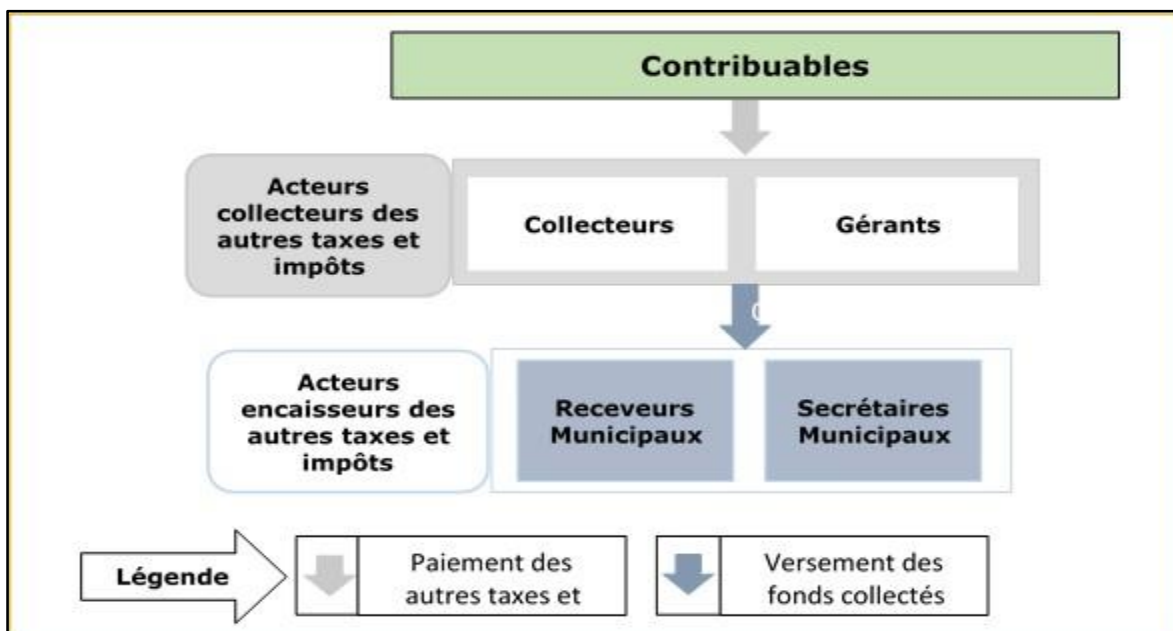 Contribuables
Acteurs
collecteurs des
autres taxes et
impôts
Collecteurs
Gérants
Acteurs
encaisseurs des
autres taxes et
impôts
Receveurs
Municipaux
Secrétaires
Municipaux
Légende
Paiement des
autres taxes et
Versement des
fonds collectés